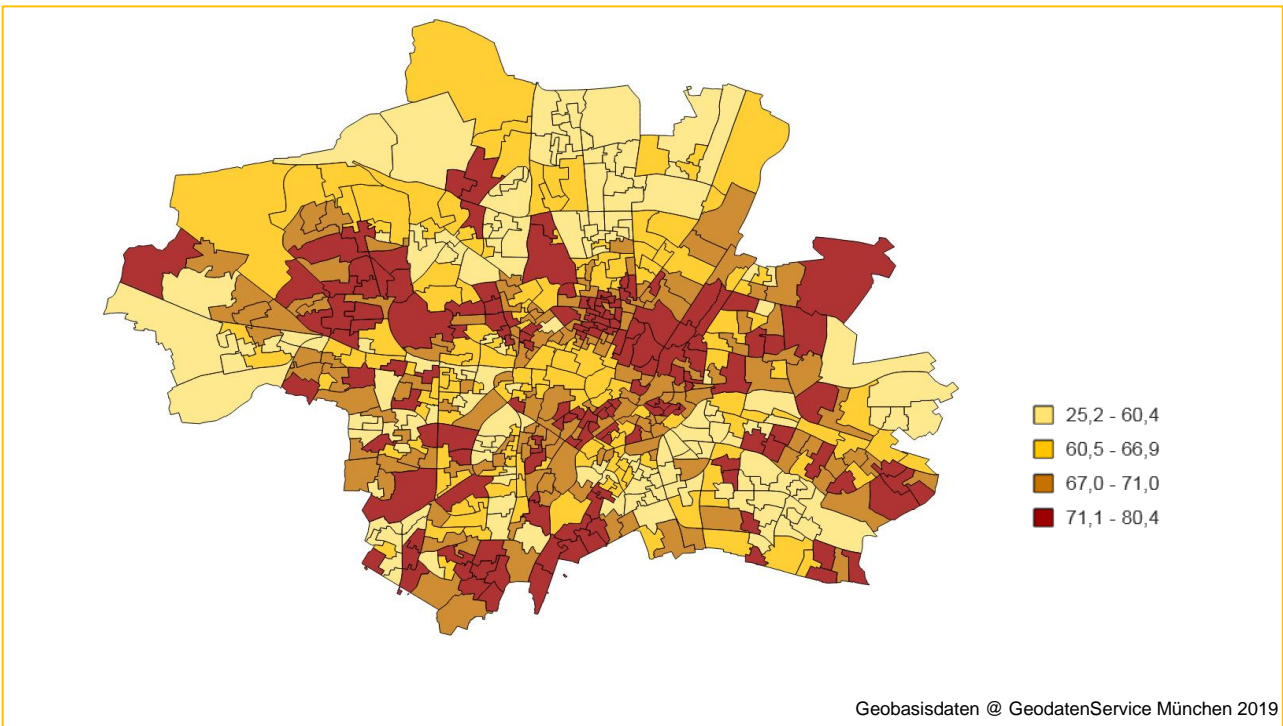 25,2 - 60,4
60,5 - 66,9
67,0 - 71,0
71,1 - 80,4
Geobasisdaten @ GeodatenService München 2019